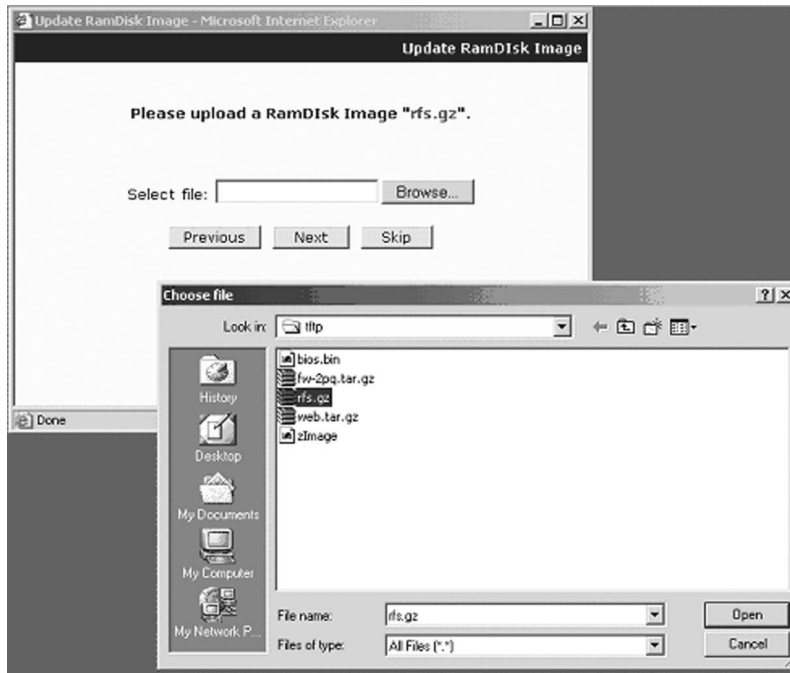 Update RamDisk Image - Microsoft Internet Explorer
Update RamDIsk Image
Please upload a RamDIsk Image "rfs.gz".
Select file:
Browse...
Previous
Next
Skip
Done
Choose file
Look in:
tftp
History
Desktop
My Documents
My Computer
My Network P...
bios.bin
fw-2pq.tar.gz
rfs.gz
web.tar.gz
zImage
File name:
rfs.gz
Open
Files of type:
All Files (*.*)
Cancel